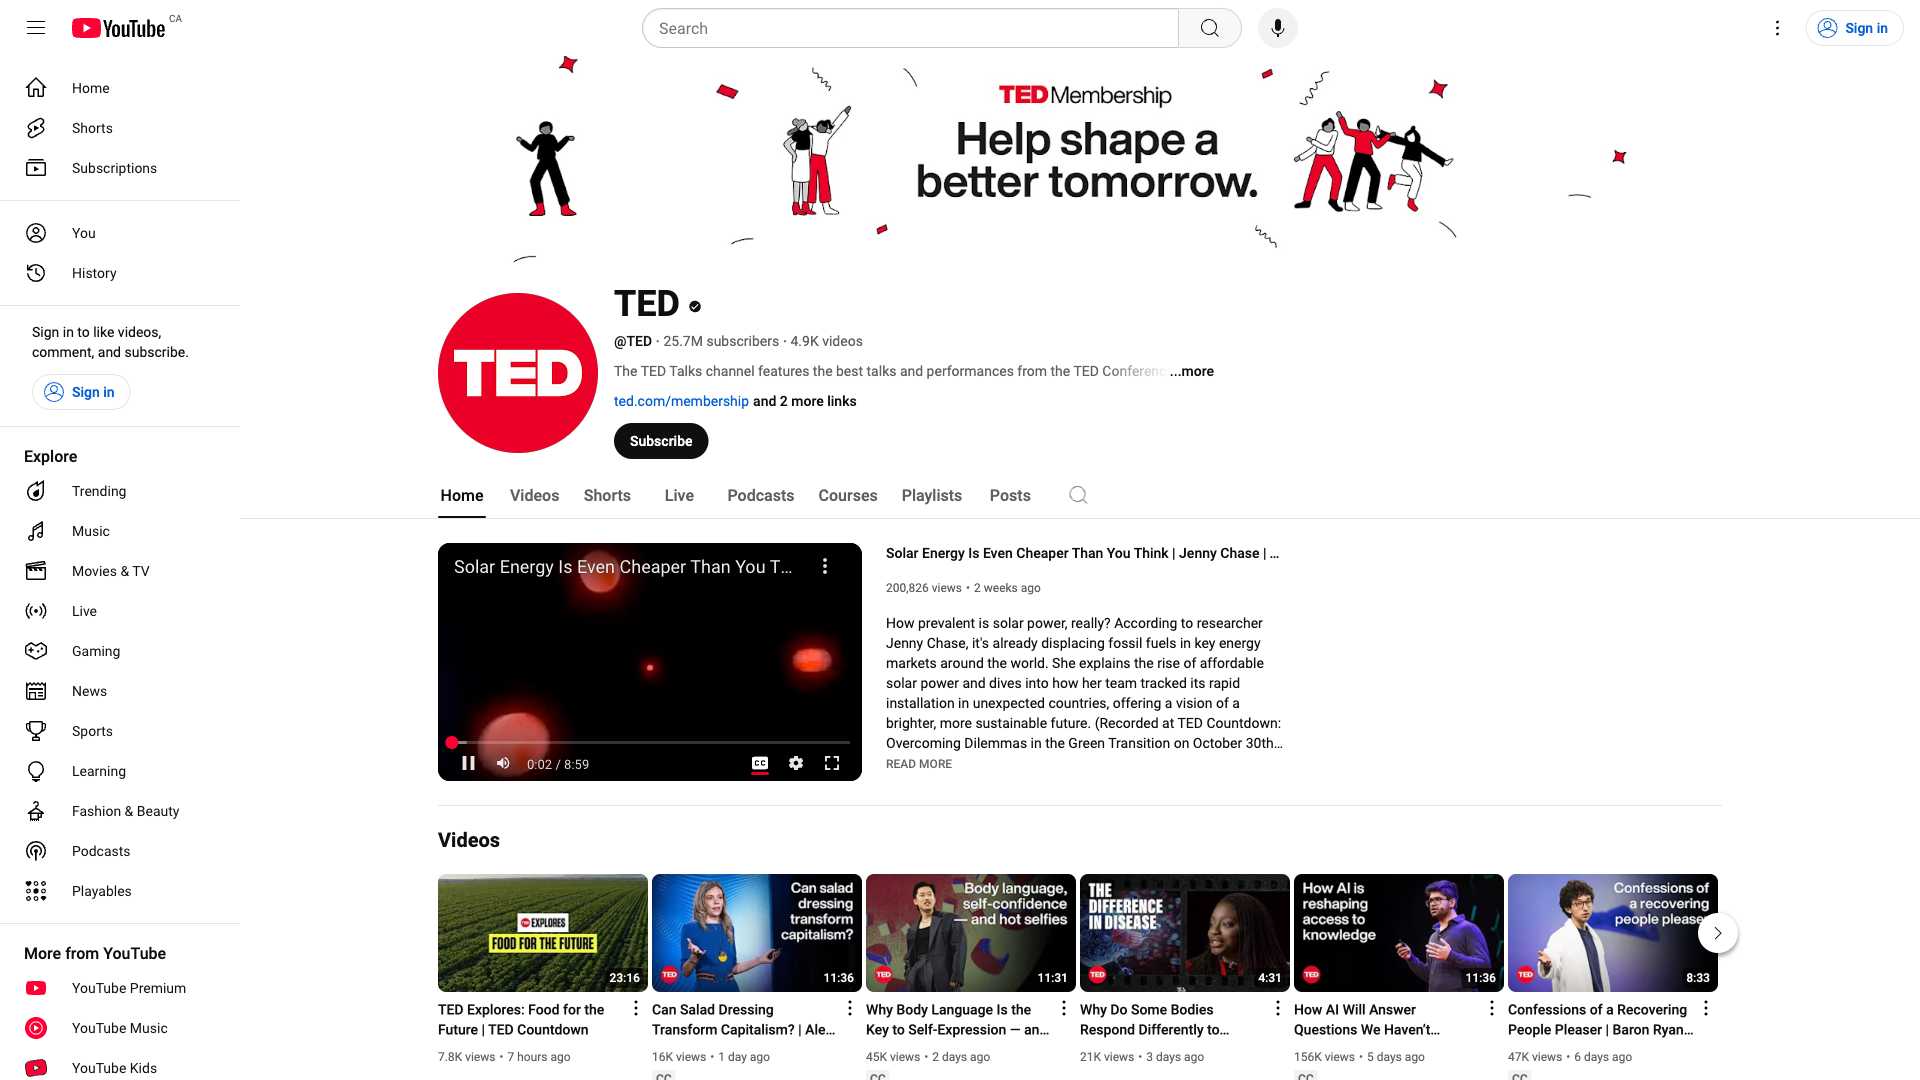 YouTube CA
Search
Sign in
Home
Shorts
Subscriptions
You
History
Sign in to like videos,
comment, and subscribe.
Sign in
Explore
Trending
Music
Movies & TV
Live
Gaming
News
Sports
Learning
Fashion & Beauty
Podcasts
Playables
More from YouTube
YouTube Premium
YouTube Music
YouTube Kids
TED Membership
Help shape a
better tomorrow.
TED
TED
@TED • 25.7M subscribers • 4.9K videos
The TED Talks channel features the best talks and performances from the TED Conferenc ...more
ted.com/membership and 2 more links
Subscribe
Home Videos Shorts Live Podcasts Courses Playlists Posts
Solar Energy Is Even Cheaper Than You T...
0:02 / 8:59
CC
Solar Energy Is Even Cheaper Than You Think | Jenny Chase | ...
200,826 views • 2 weeks ago
How prevalent is solar power, really? According to researcher
Jenny Chase, it's already displacing fossil fuels in key energy
markets around the world. She explains the rise of affordable
solar power and dives into how her team tracked its rapid
installation in unexpected countries, offering a vision of a
brighter, more sustainable future. (Recorded at TED Countdown:
Overcoming Dilemmas in the Green Transition on October 30th...
READ MORE
Videos
TED EXPLORES
FOOD FOR THE FUTURE
23:16
TED Explores: Food for the
Future | TED Countdown
7.8K views • 7 hours ago
Can salad
dressing
transform
capitalism?
TED
11:36
Can Salad Dressing
Transform Capitalism? | Ale...
16K views • 1 day ago
CC
Body language,
self-confidence
— and hot selfies
TED
11:31
Why Body Language Is the
Key to Self-Expression — an...
45K views • 2 days ago
CC
THE
DIFFERENCE
IN DISEASE
TED
4:31
Why Do Some Bodies
Respond Differently to...
21K views • 3 days ago
How AI is
reshaping
access to
knowledge
TED
11:36
How AI Will Answer
Questions We Haven't...
156K views • 5 days ago
CC
Confessions of
a recovering
people pleaser
TED
8:33
Confessions of a Recovering
People Pleaser | Baron Ryan...
47K views • 6 days ago
CC